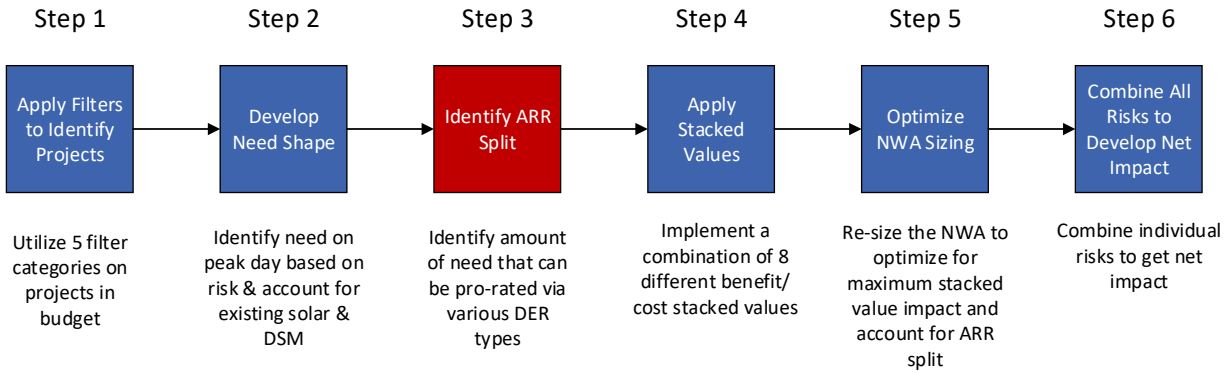 Step 1
Step 2
Step 3
Step 4
Step 5
Step 6
Apply Filters
to Identify
Projects
Develop
Need Shape
Identify ARR
Split
Apply
Stacked
Values
Optimize
NWA Sizing
Combine All
Risks to
Develop Net
Impact
Utilize 5 filter
categories on
projects in
budget
Identify need on
peak day based on
risk & account for
existing solar &
DSM
Identify amount
of need that can
be pro-rated via
various DER
types
Implement a
combination of 8
different benefit/
cost stacked values
Re-size the NWA to
optimize for
maximum stacked
value impact and
account for ARR
split
Combine individual
risks to get net
impact